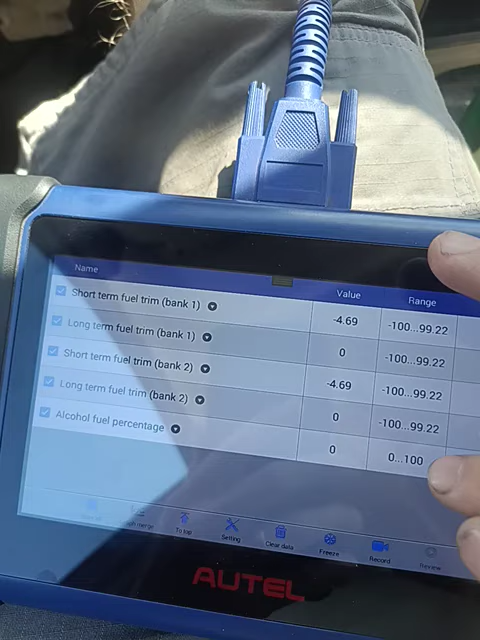 Name Value Range
Short term fuel trim (bank 1) -4.69 -100...99.22
Long term fuel trim (bank 1) 0 -100...99.22
Short term fuel trim (bank 2) -4.69 -100...99.22
Long term fuel trim (bank 2) 0 -100...99.22
Alcohol fuel percentage 0 0...100
merge To top Setting Clear data Freeze Record Review
AUTEL